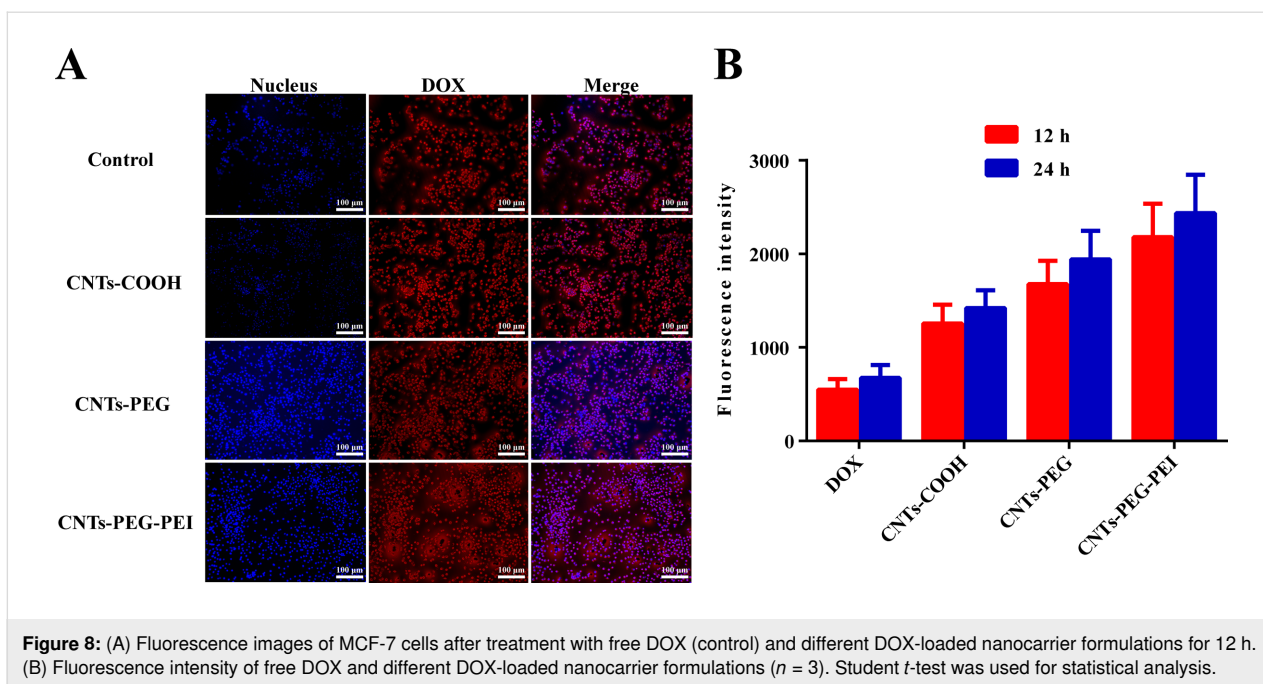 A
Nucleus DOX Merge
Control
100 µm 100 µm 100 µm
CNTs-COOH
100 µm 100 µm 100 µm
CNTs-PEG
100 µm 100 µm 100 µm
CNTs-PEG-PEI
100 µm 100 µm 100 µm
B
12 h
24 h
Fluorescence intensity
3000
2000
1000
0
DOX
CNTs-COOH
CNTs-PEG
CNTs-PEG-PEI
Figure 8: (A) Fluorescence images of MCF-7 cells after treatment with free DOX (control) and different DOX-loaded nanocarrier formulations for 12 h.
(B) Fluorescence intensity of free DOX and different DOX-loaded nanocarrier formulations (n = 3). Student t-test was used for statistical analysis.